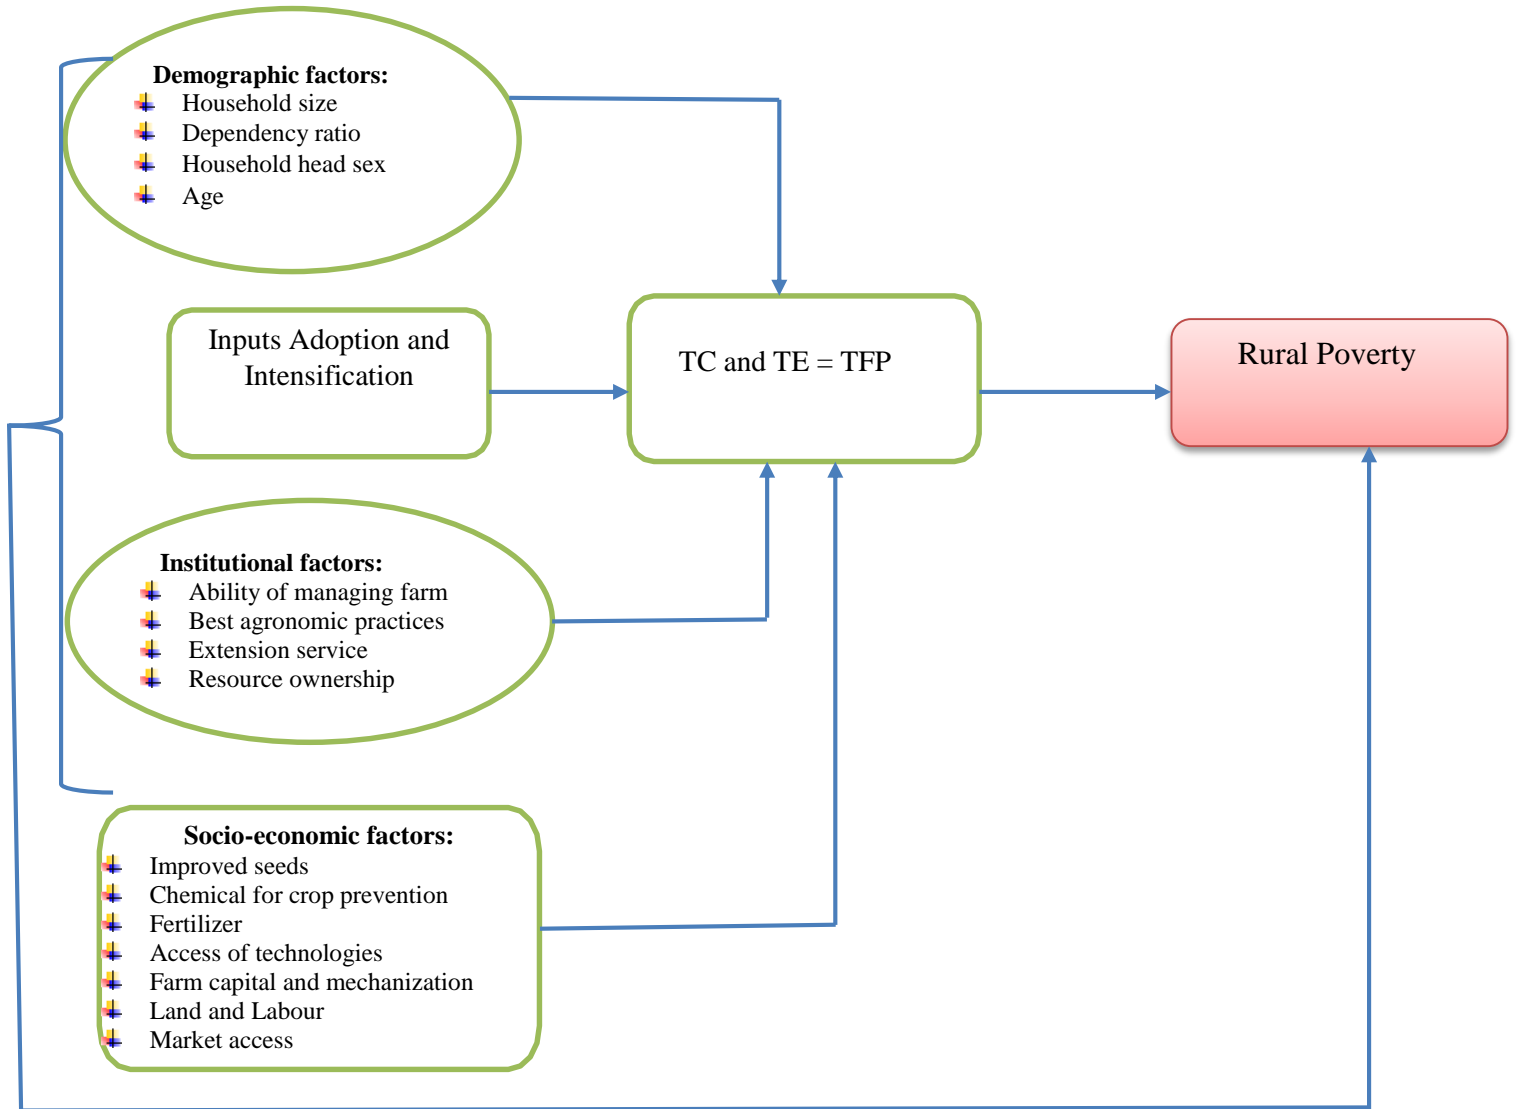 Demographic factors:
Household size
Dependency ratio
Household head sex
Age
Inputs Adoption and
Intensification
TC and TE = TFP
Rural Poverty
Institutional factors:
Ability of managing farm
Best agronomic practices
Extension service
Resource ownership
Socio-economic factors:
Improved seeds
Chemical for crop prevention
Fertilizer
Access of technologies
Farm capital and mechanization
Land and Labour
Market access